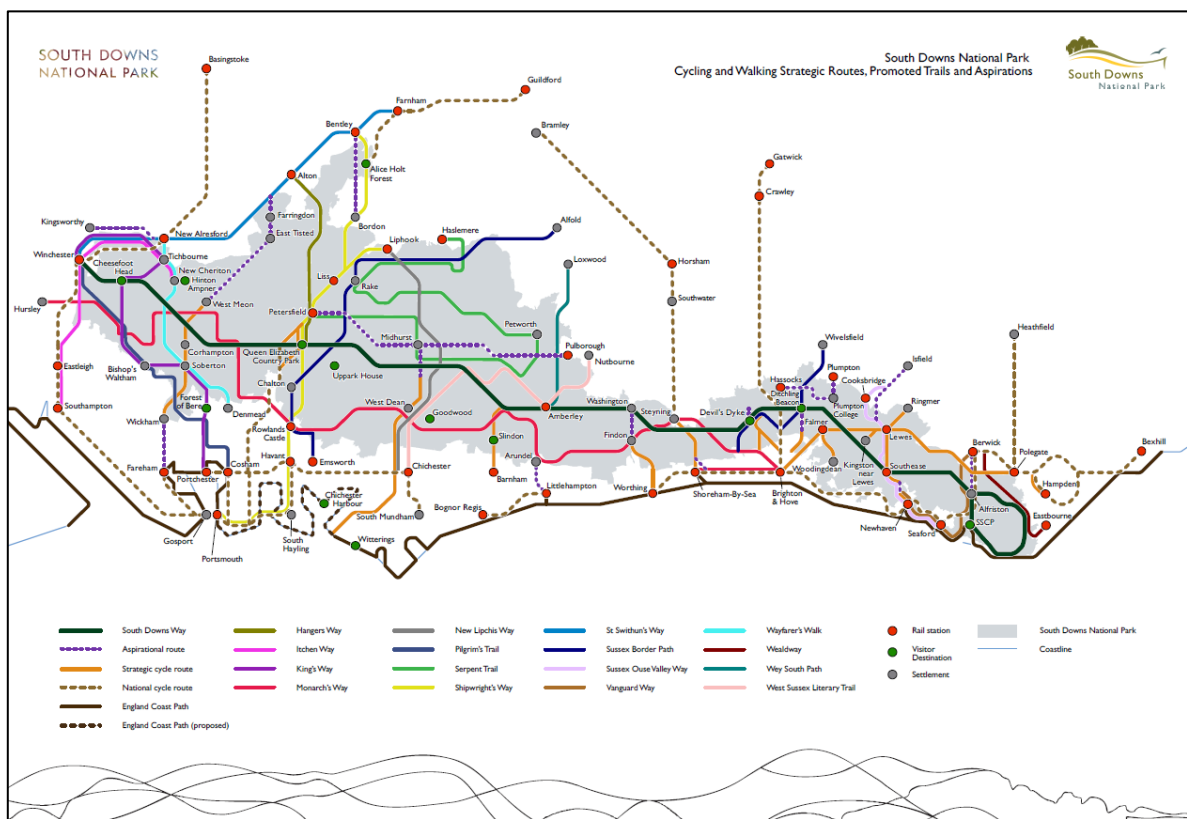 SOUTH DOWNS
NATIONAL PARK
South Downs National Park
Cycling and Walking Strategic Routes, Promoted Trails and Aspirations
South Downs
National Park
Basingstoke
Guildford
Farnham
Bentley
Bramley
Alice Holt
Forest
Gatwick
Alton
Crawley
Kingsworthy
Farringdon
Bordon
Alfold
New Alresford
East Tisted
Haslemere
Liphook
Winchester
Tichbourne
Cheesefoot
Head
New Cheriton
Hinton
Ampner
Liss
Rake
Loxwood
Horsham
Hursley
West Meon
Southwater
Petersfield
Petworth
Midhurst
Pulborough
Nutbourne
Wivelsfield
Heathfield
Corhampton
Queen Elizabeth
Country Park
Soberton
Eastleigh
Bishop's
Waltham
Uppark House
Hassocks
Plumpton
Isfield
Ditchling
Beacon
Cooksbridge
Chalton
Plumpton
College
Forest
of Bere
Southampton
Denmead
West Dean
Goodwood
Amberley
Washington
Steyning
Devil's Dyke
Ringmer
Wickham
Rowlands
Castle
Falmer
Lewes
Slindon
Findon
Berwick
Bexhill
Fareham
Portchester
Cosham
Havant
Emsworth
Chichester
Arundel
Barnham
Woodingdean
Kingston
near
Lewes
Southease
Polegate
Littlehampton
Worthing
Shoreham-By-Sea
Brighton
& Hove
Hampden
Chichester
Harbour
South Mundham
Bognor Regis
Newhaven
Seaford
Alfriston
SSCP
Eastbourne
Gosport
Portsmouth
South
Hayling
Witterings
South Downs Way
Hangers Way
New Lipchis Way
St Swithun's Way
Wayfarer's Walk
Rail station
South Downs National Park
Aspirational route
Itchen Way
Pilgrim's Trail
Sussex Border Path
Wealdway
Visitor
Destination
Coastline
Strategic cycle route
King's Way
Serpent Trail
Sussex Ouse Valley Way
Wey South Path
Settlement
National cycle route
Monarch's Way
Shipwright's Way
Vanguard Way
West Sussex Literary Trail
England Coast Path
England Coast Path (proposed)